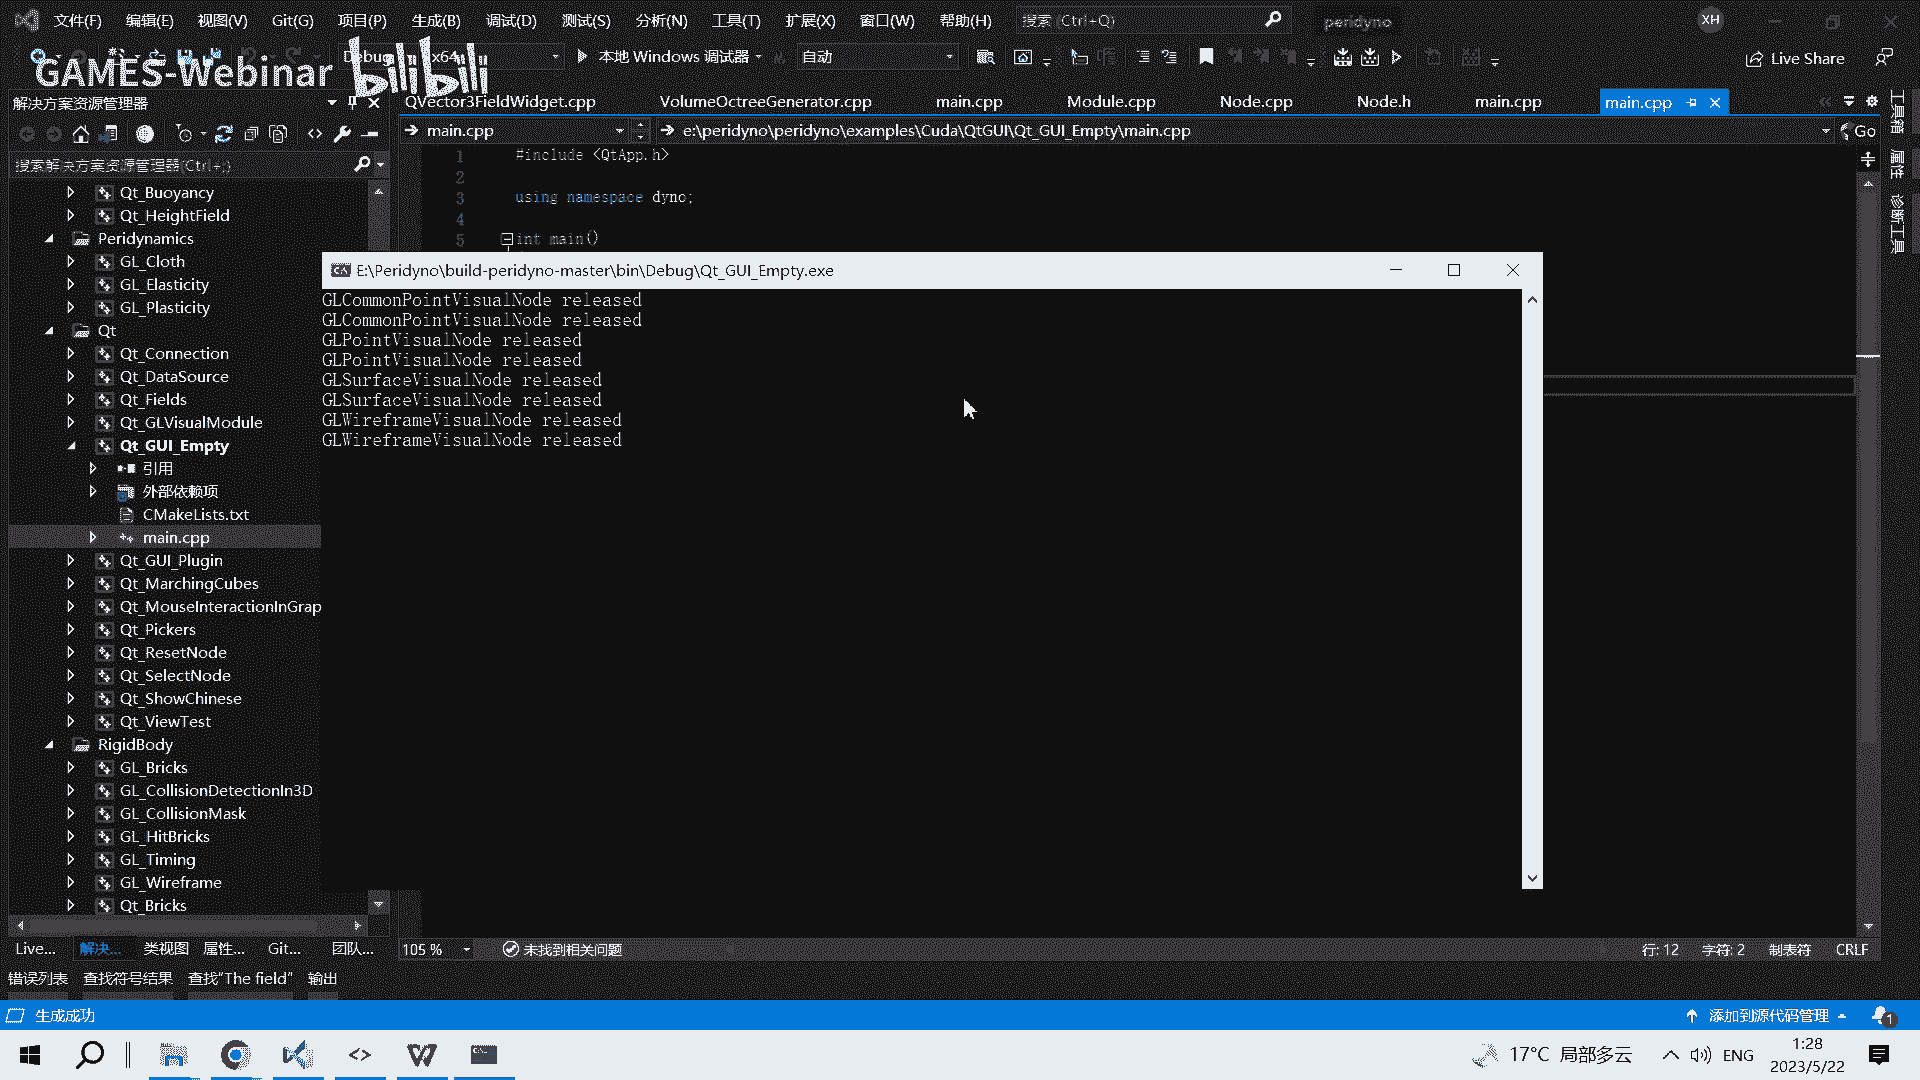 文件(F) 编辑(E) 视图(V) Git(G) 项目(P) 生成(B) 调试(D) 测试(S) 分析(N) 工具(T) 扩展(X) 窗口(W) 帮助(H) 搜索 (Ctrl+Q) peridyno XH
Debug x64 本地 Windows 调试器 自动 Live Share
GAMES-Webinar bilibili
解决方案资源管理器
QVector3FieldWidget.cpp VolumeOctreeGenerator.cpp main.cpp Module.cpp Node.cpp Node.h main.cpp main.cpp
main.cpp e:\peridyno\peridyno\examples\Cuda\QtGUI\Qt_GUI_Empty\main.cpp Go
工具箱
属性
诊断工具
搜索解决方案资源管理器(Ctrl+;)
Qt_Buoyancy
Qt_HeightField
Peridynamics
GL_Cloth
GL_Elasticity
GL_Plasticity
Qt
Qt_Connection
Qt_DataSource
Qt_Fields
Qt_GLVisualModule
Qt_GUI_Empty
引用
外部依赖项
CMakeLists.txt
main.cpp
Qt_GUI_Plugin
Qt_MarchingCubes
Qt_MouseInteractionInGrap
Qt_Pickers
Qt_ResetNode
Qt_SelectNode
Qt_ShowChinese
Qt_ViewTest
RigidBody
GL_Bricks
GL_CollisionDetectionIn3D
GL_CollisionMask
GL_HitBricks
GL_Timing
GL_Wireframe
Qt_Bricks
1 #include <QtApp.h>
2
3 using namespace dyno;
4
5 int main()
E:\Peridyno\build-peridyno-master\bin\Debug\Qt_GUI_Empty.exe
GLCommonPointVisualNode released
GLCommonPointVisualNode released
GLPointVisualNode released
GLPointVisualNode released
GLSurfaceVisualNode released
GLSurfaceVisualNode released
GLWireframeVisualNode released
GLWireframeVisualNode released
Live... 解决... 类视图 属性... Git... 团队...
105 % 未找到相关问题 行: 12 字符: 2 制表符 CRLF
错误列表 查找符号结果 查找"The field" 输出
生成成功 添加到源代码管理 1
17°C 局部多云 ENG
1:28
2023/5/22